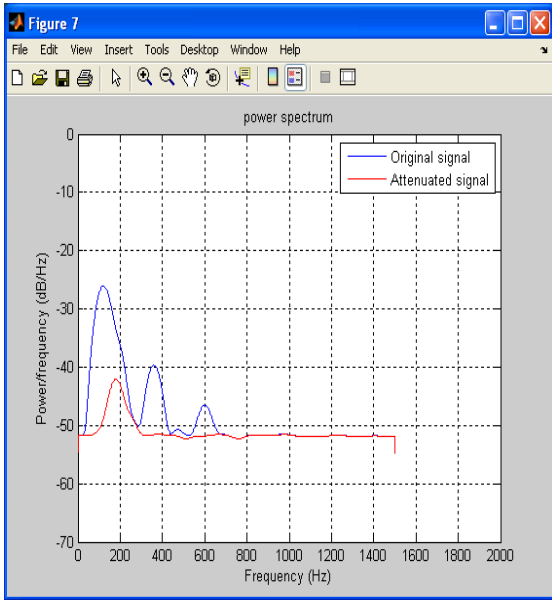 Figure 7
File Edit View Insert Tools Desktop Window Help
power spectrum
Original signal
Attenuated signal
0
-10
-20
-30
-40
-50
-60
-70
Power/frequency (dB/Hz)
0 200 400 600 800 1000 1200 1400 1600 1800 2000
Frequency (Hz)